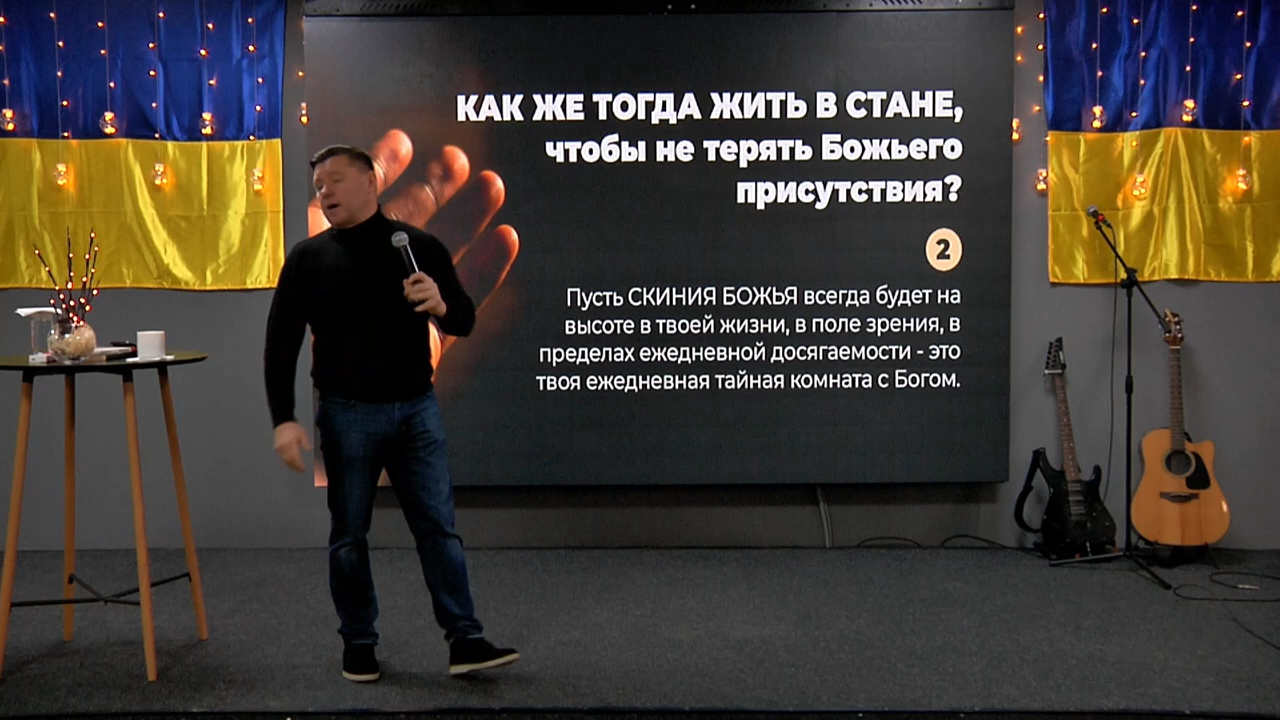 КАК ЖЕ ТОГДА ЖИТЬ В СТАНЕ,
чтобы не терять Божьего
присутствия?
2
Пусть СКИНИЯ БОЖЬЯ всегда будет на
высоте в твоей жизни, в поле зрения, в
пределах ежедневной досягаемости - это
твоя ежедневная тайная комната с Богом.